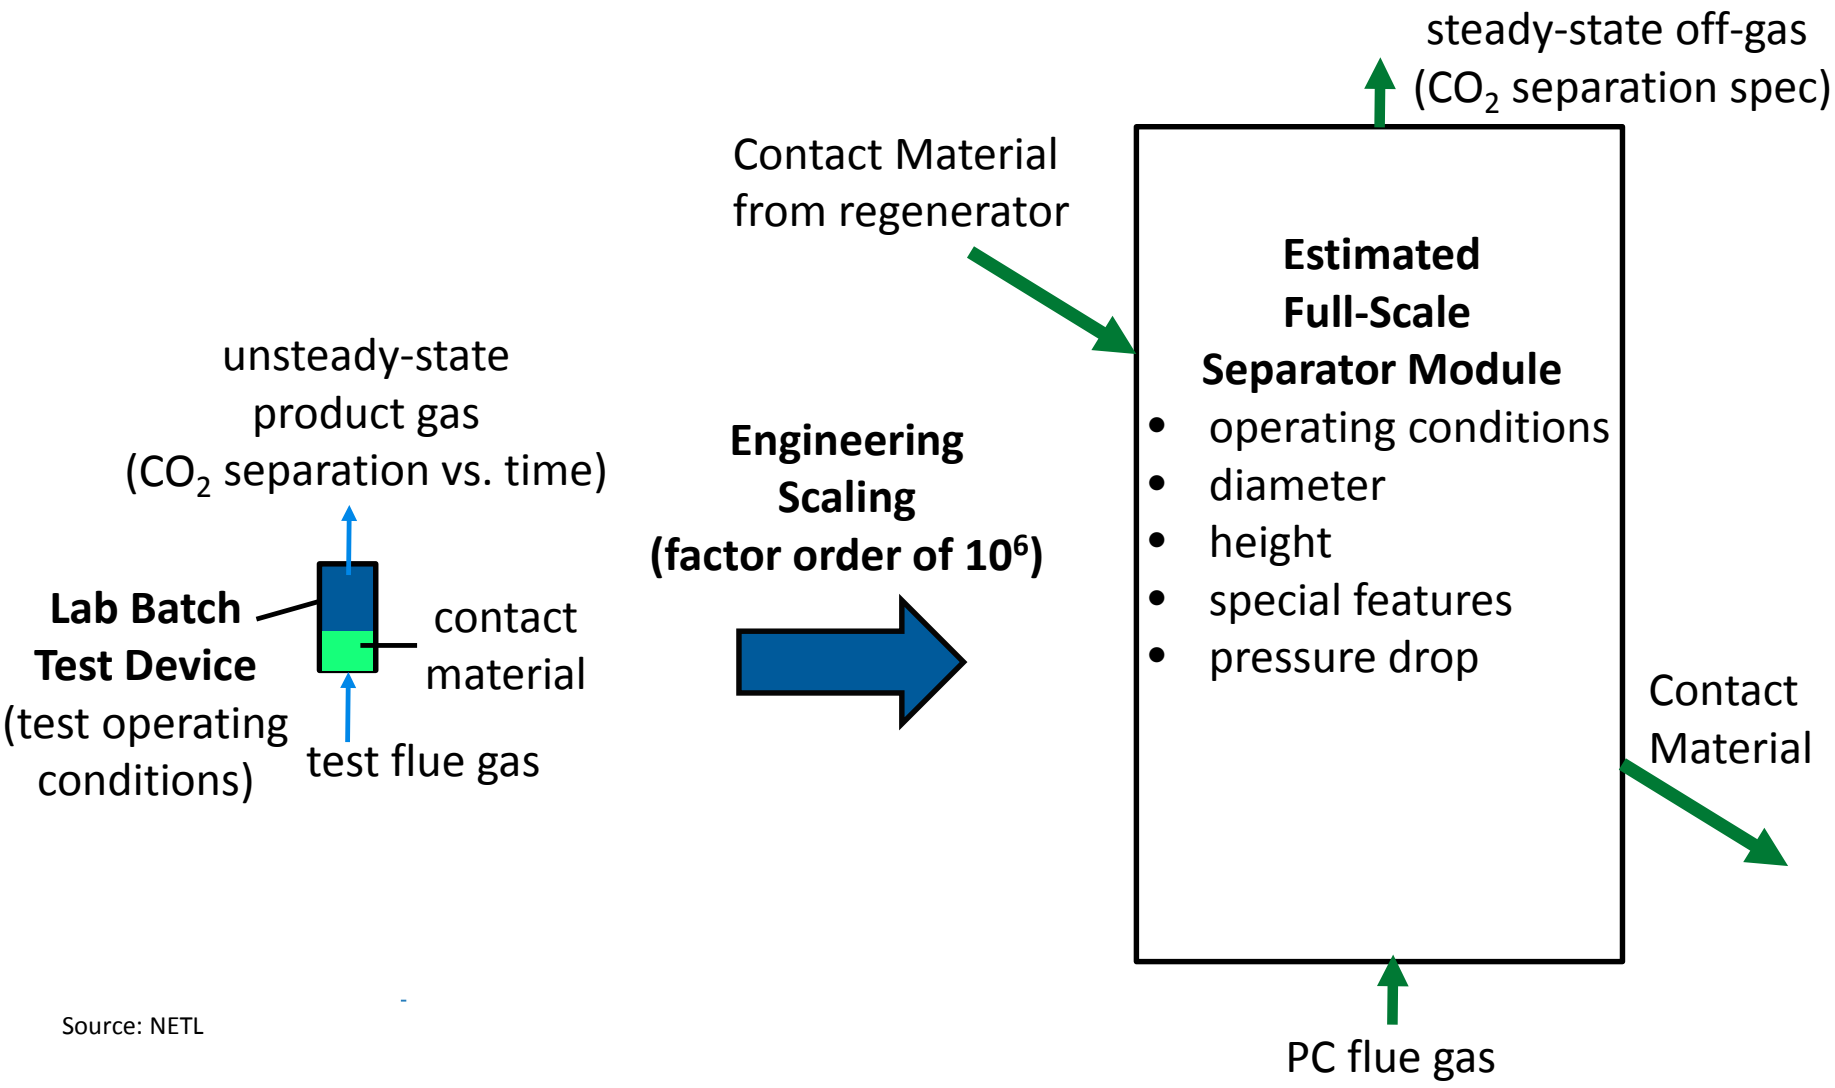 steady-state off-gas
(CO₂ separation spec)
Contact Material
from regenerator
Estimated
Full-Scale
Separator Module
• operating conditions
• diameter
• height
• special features
• pressure drop
unsteady-state
product gas
(CO₂ separation vs. time)
Engineering
Scaling
(factor order of 10⁶)
Lab Batch
Test Device
(test operating
conditions)
contact
material
test flue gas
Contact
Material
PC flue gas
-
Source: NETL